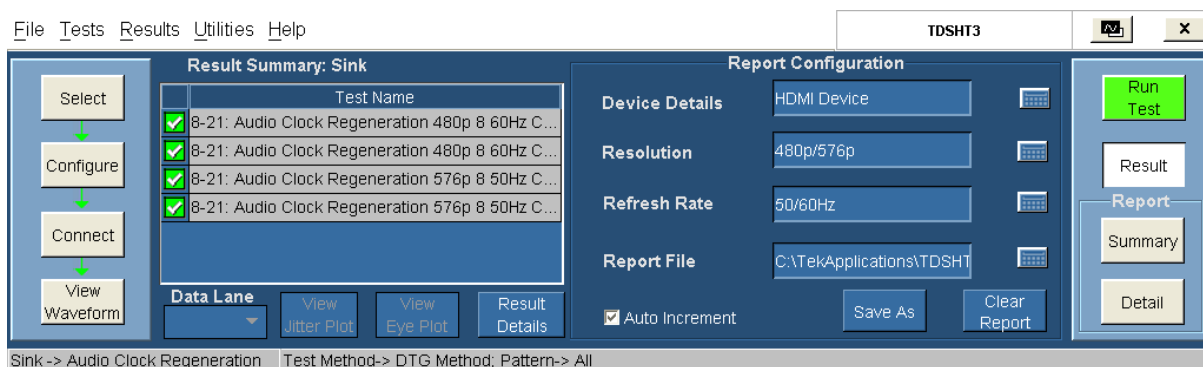 File Tests Results Utilities Help
TDSHT3
x
Select
Configure
Connect
View
Waveform
Result Summary: Sink
Test Name
8-21: Audio Clock Regeneration 480p 8 60Hz C...
8-21: Audio Clock Regeneration 480p 8 60Hz C...
8-21: Audio Clock Regeneration 576p 8 50Hz C...
8-21: Audio Clock Regeneration 576p 8 50Hz C...
Data Lane
View
Jitter Plot
View
Eye Plot
Result
Details
Report Configuration
Device Details
HDMI Device
Resolution
480p/576p
Refresh Rate
50/60Hz
Report File
C:\TekApplications\TDSHT
Auto Increment
Save As
Clear
Report
Run
Test
Result
Report
Summary
Detail
Sink -> Audio Clock Regeneration Test Method-> DTG Method; Pattern-> All